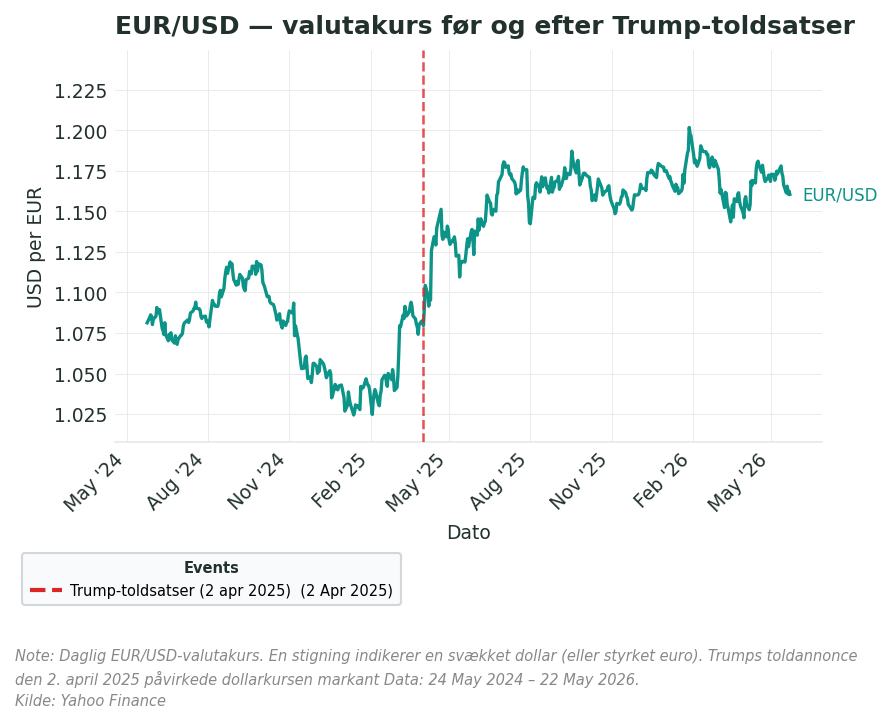 EUR/USD — valutakurs før og efter Trump-toldsatser
1.225
1.200
1.175
1.150
1.125
1.100
1.075
1.050
1.025
USD per EUR
EUR/USD
May '24
Aug '24
Nov '24
Feb '25
May '25
Aug '25
Nov '25
Feb '26
May '26
Dato
Events
Trump-toldsatser (2 apr 2025)  (2 Apr 2025)
Note: Daglig EUR/USD-valutakurs. En stigning indikerer en svækket dollar (eller styrket euro). Trumps toldannonce
den 2. april 2025 påvirkede dollarkursen markant Data: 24 May 2024 – 22 May 2026.
Kilde: Yahoo Finance